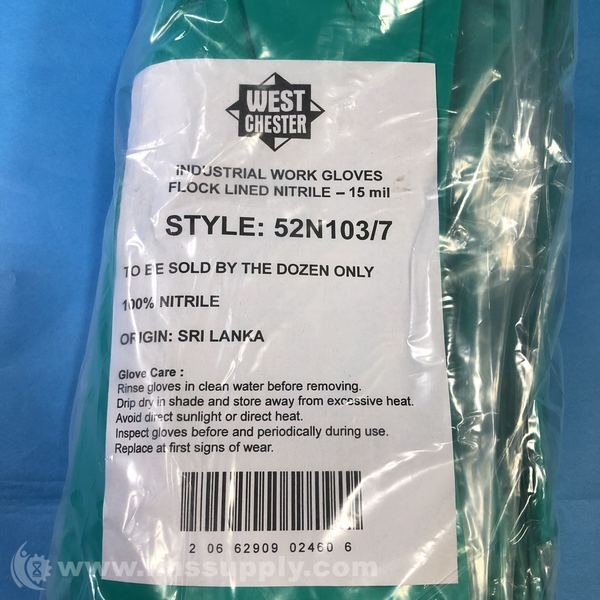 WEST
CHESTER
INDUSTRIAL WORK GLOVES
FLOCK LINED NITRILE – 15 mil
STYLE: 52N103/7
TO BE SOLD BY THE DOZEN ONLY
100% NITRILE
ORIGIN: SRI LANKA
Glove Care :
Rinse gloves in clean water before removing.
Drip dry in shade and store away from excessive heat.
Avoid direct sunlight or direct heat.
Inspect gloves before and periodically during use.
Replace at first signs of wear.
2 06 62909 02460 6